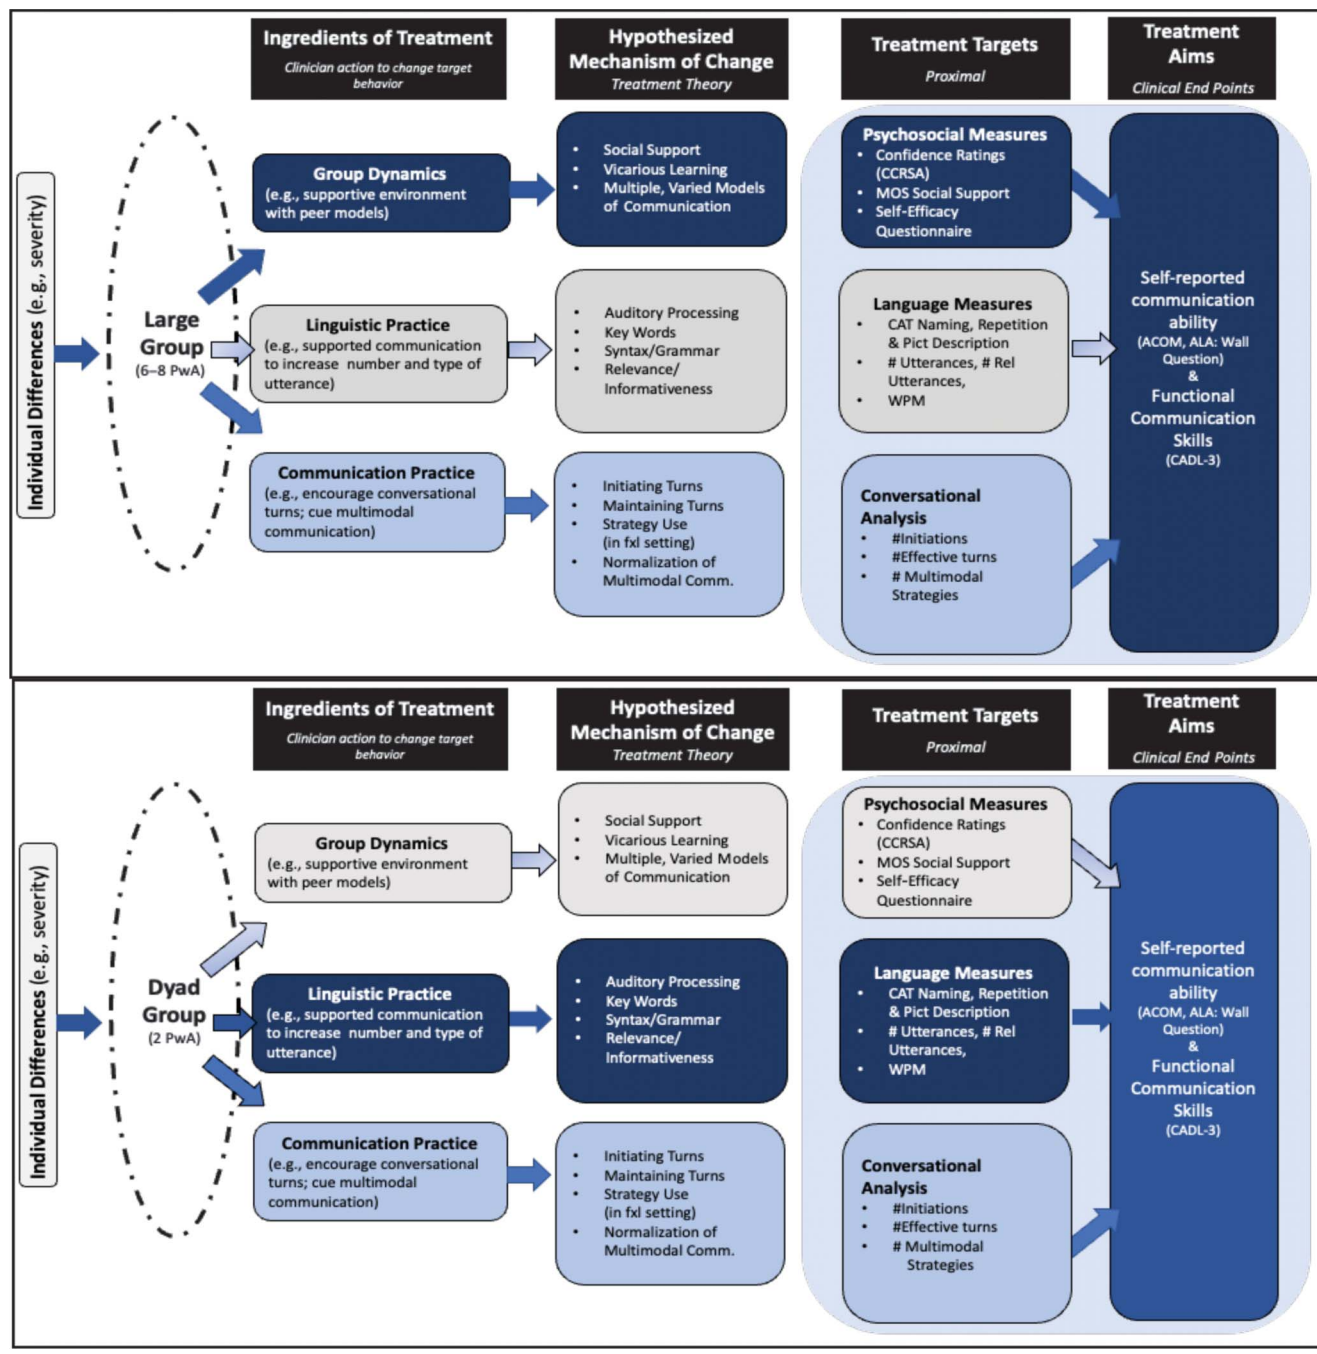 Ingredients of Treatment
Clinician action to change target
behavior
Hypothesized
Mechanism of Change
Treatment Theory
Treatment Targets
Proximal
Treatment
Aims
Clinical End Points
Individual Differences (e.g., severity)
Large
Group
(6–8 PwA)
Group Dynamics
(e.g., supportive environment
with peer models)
• Social Support
• Vicarious Learning
• Multiple, Varied Models
of Communication
Psychosocial Measures
• Confidence Ratings
(CCRSA)
• MOS Social Support
• Self-Efficacy
Questionnaire
Linguistic Practice
(e.g., supported communication
to increase number and type of
utterance)
• Auditory Processing
• Key Words
• Syntax/Grammar
• Relevance/
Informativeness
Language Measures
• CAT Naming, Repetition
& Pict Description
• # Utterances, # Rel
Utterances,
• WPM
Communication Practice
(e.g., encourage conversational
turns; cue multimodal
communication)
• Initiating Turns
• Maintaining Turns
• Strategy Use
(in fxl setting)
• Normalization of
Multimodal Comm.
Conversational
Analysis
• #Initiations
• #Effective turns
• # Multimodal
Strategies
Self-reported
communication
ability
(ACOM, ALA: Wall
Question)
&
Functional
Communication
Skills
(CADL-3)
Ingredients of Treatment
Clinician action to change target
behavior
Hypothesized
Mechanism of Change
Treatment Theory
Treatment Targets
Proximal
Treatment
Aims
Clinical End Points
Individual Differences (e.g., severity)
Dyad
Group
(2 PwA)
Group Dynamics
(e.g., supportive environment
with peer models)
• Social Support
• Vicarious Learning
• Multiple, Varied Models
of Communication
Psychosocial Measures
• Confidence Ratings
(CCRSA)
• MOS Social Support
• Self-Efficacy
Questionnaire
Linguistic Practice
(e.g., supported communication
to increase number and type of
utterance)
• Auditory Processing
• Key Words
• Syntax/Grammar
• Relevance/
Informativeness
Language Measures
• CAT Naming, Repetition
& Pict Description
• # Utterances, # Rel
Utterances,
• WPM
Communication Practice
(e.g., encourage conversational
turns; cue multimodal
communication)
• Initiating Turns
• Maintaining Turns
• Strategy Use
(in fxl setting)
• Normalization of
Multimodal Comm.
Conversational
Analysis
• #Initiations
• #Effective turns
• # Multimodal
Strategies
Self-reported
communication
ability
(ACOM, ALA: Wall
Question)
&
Functional
Communication
Skills
(CADL-3)